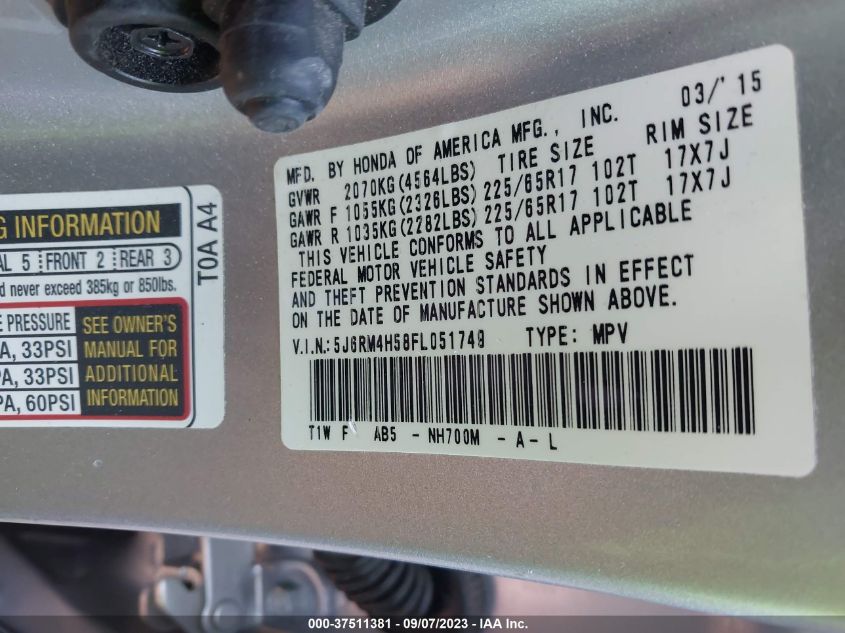 03/'15
MFD. BY HONDA OF AMERICA MFG., INC.
GVWR 2070KG(4564LBS) TIRE SIZE RIM SIZE
GAWR F 1055KG(2326LBS) 225/65R17 102T 17X7J
GAWR R 1035KG(2282LBS) 225/65R17 102T 17X7J
THIS VEHICLE CONFORMS TO ALL APPLICABLE
FEDERAL MOTOR VEHICLE SAFETY
AND THEFT PREVENTION STANDARDS IN EFFECT
ON THE DATE OF MANUFACTURE SHOWN ABOVE.
V.I.N.: 5J6RM4H58FL051749 TYPE: MPV
T1W F AB5 - NH700M - A - L
INFORMATION
5 FRONT 2 REAR 3
never exceed 385kg or 850lbs.
PRESSURE
33PSI
33PSI
60PSI
SEE OWNER'S
MANUAL FOR
ADDITIONAL
INFORMATION
T0A A4
000-37511381 - 09/07/2023 - IAA Inc.